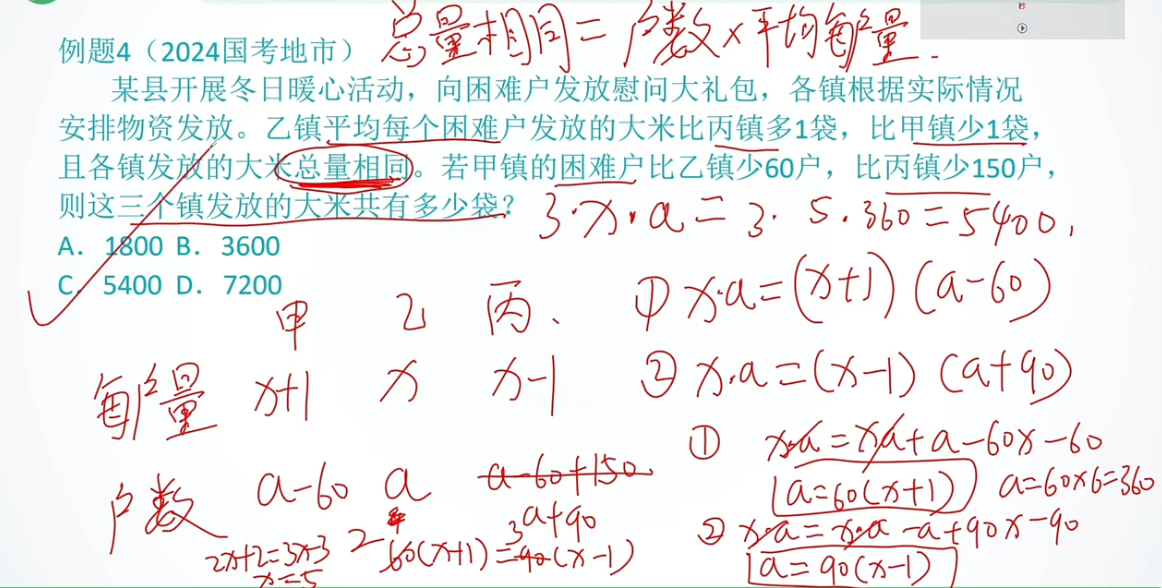 总量相同=户数×平均每户量.
例题4（2024国考地市）
某县开展冬日暖心活动，向困难户发放慰问大礼包，各镇根据实际情况
安排物资发放。乙镇平均每个困难户发放的大米比丙镇多1袋，比甲镇少1袋，
且各镇发放的大米总量相同。若甲镇的困难户比乙镇少60户，比丙镇少150户，
则这三个镇发放的大米共有多少袋？
3·x·a=3·5·360=5400,
A. 1800 B. 3600
C. 5400 D. 7200
甲 乙 丙、
每户量 x+1 x x-1
户数 a-60 a a-60+150
a+90
① x·a=(x+1)(a-60)
② x·a=(x-1)(a+90)
① x·a=xa+a-60x-60
a=60(x+1) a=60×6=360
② x·a=x·a-a+90x-90
a=90(x-1)
2 60(x+1)=3 90(x-1)
2x+2=3x-3
x=5